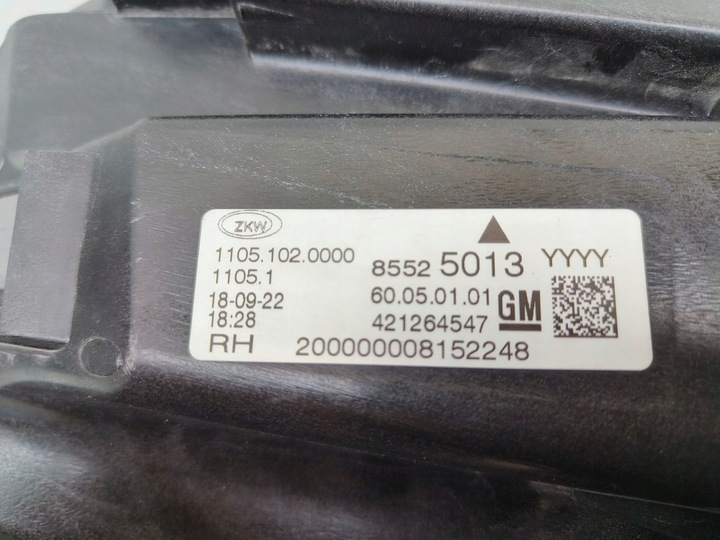 ZKW
1105.102.0000
1105.1
18-09-22
18:28
8552 5013 YYYY
60.05.01.01 GM
421264547
RH 200000008152248